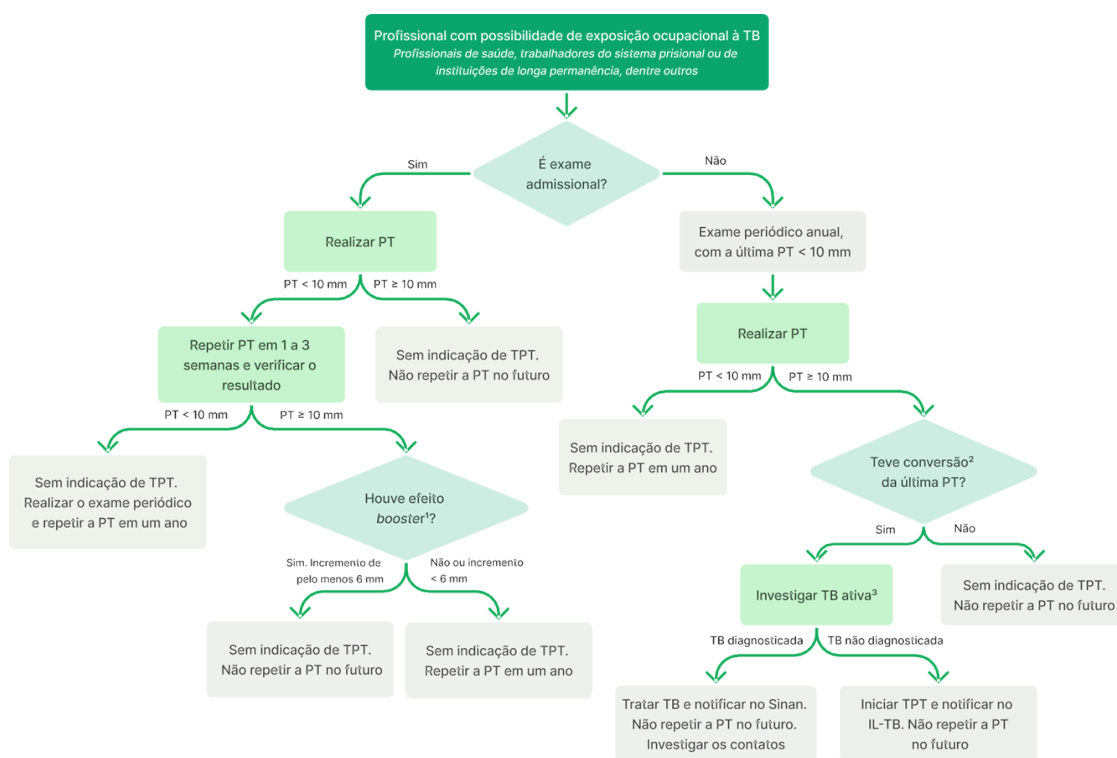 Profissional com possibilidade de exposição ocupacional à TB
Profissionais de saúde, trabalhadores do sistema prisional ou de
instituições de longa permanência, dentre outros
É exame
admissional?
Sim
Não
Realizar PT
Exame periódico anual,
com a última PT < 10 mm
PT < 10 mm
PT ≥ 10 mm
Repetir PT em 1 a 3
semanas e verificar o
resultado
Sem indicação de TPT.
Não repetir a PT no futuro
Realizar PT
PT < 10 mm
PT ≥ 10 mm
PT < 10 mm
PT ≥ 10 mm
Sem indicação de TPT.
Realizar o exame periódico
e repetir a PT em um ano
Houve efeito
booster¹?
Sem indicação de TPT.
Repetir a PT em um ano
Teve conversão²
da última PT?
Sim. Incremento de
pelo menos 6 mm
Não ou incremento
< 6 mm
Sim
Não
Sem indicação de TPT.
Não repetir a PT no futuro
Sem indicação de TPT.
Repetir a PT em um ano
Investigar TB ativa³
Sem indicação de TPT.
Não repetir a PT no futuro
TB diagnosticada
TB não diagnosticada
Tratar TB e notificar no Sinan.
Não repetir a PT no futuro.
Investigar os contatos
Iniciar TPT e notificar no
IL-TB. Não repetir a PT
no futuro